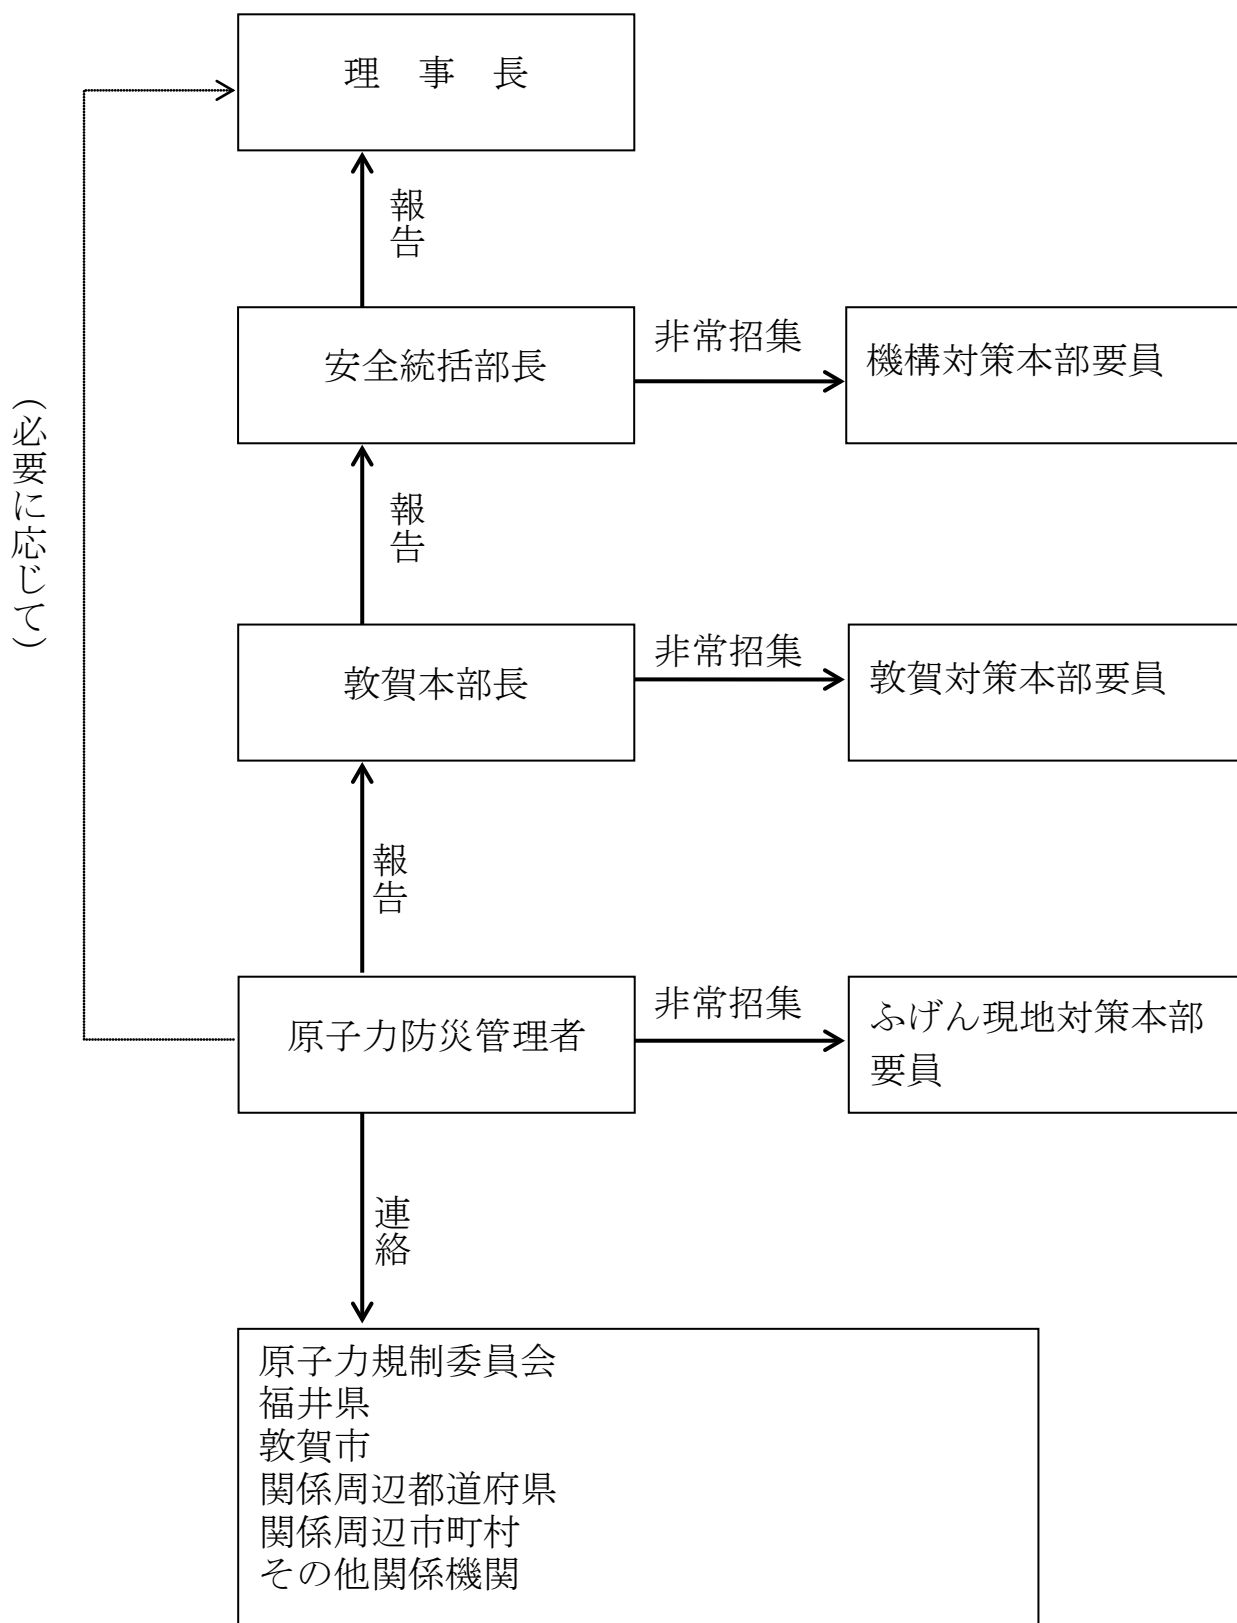 理　事　長
報告
安全統括部長
非常招集
機構対策本部要員
（必要に応じて）
報告
敦賀本部長
非常招集
敦賀対策本部要員
報告
原子力防災管理者
非常招集
ふげん現地対策本部
要員
連絡
原子力規制委員会
福井県
敦賀市
関係周辺都道府県
関係周辺市町村
その他関係機関